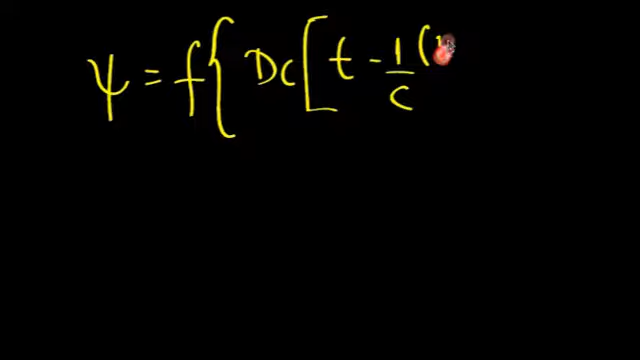 ψ = f{ Dc[ t - 1/c (